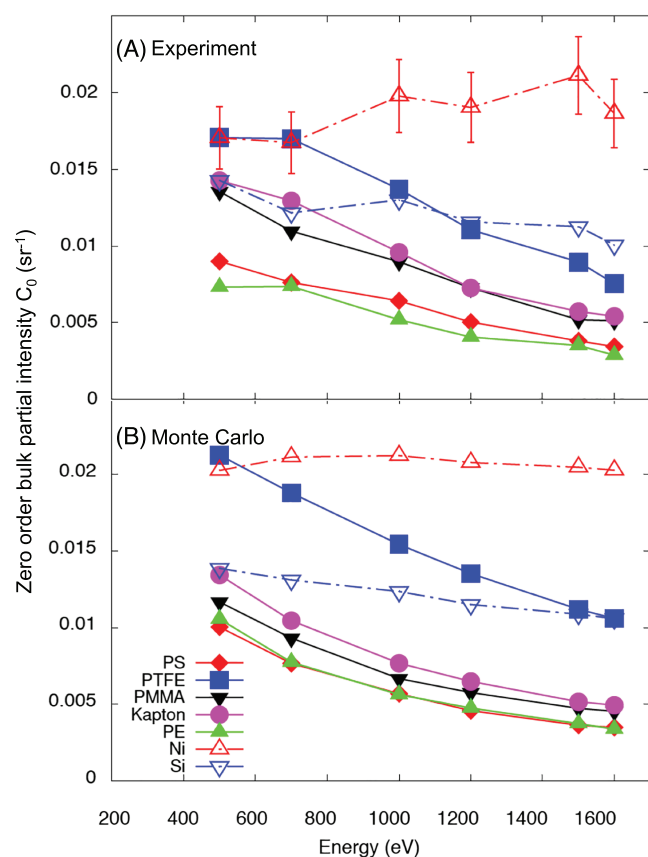 (A) Experiment
0.02
0.015
0.01
0.005
0
Zero order bulk partial intensity C0 (sr-1)
(B) Monte Carlo
0.02
0.015
0.01
0.005
0
PS
PTFE
PMMA
Kapton
PE
Ni
Si
200 400 600 800 1000 1200 1400 1600
Energy (eV)